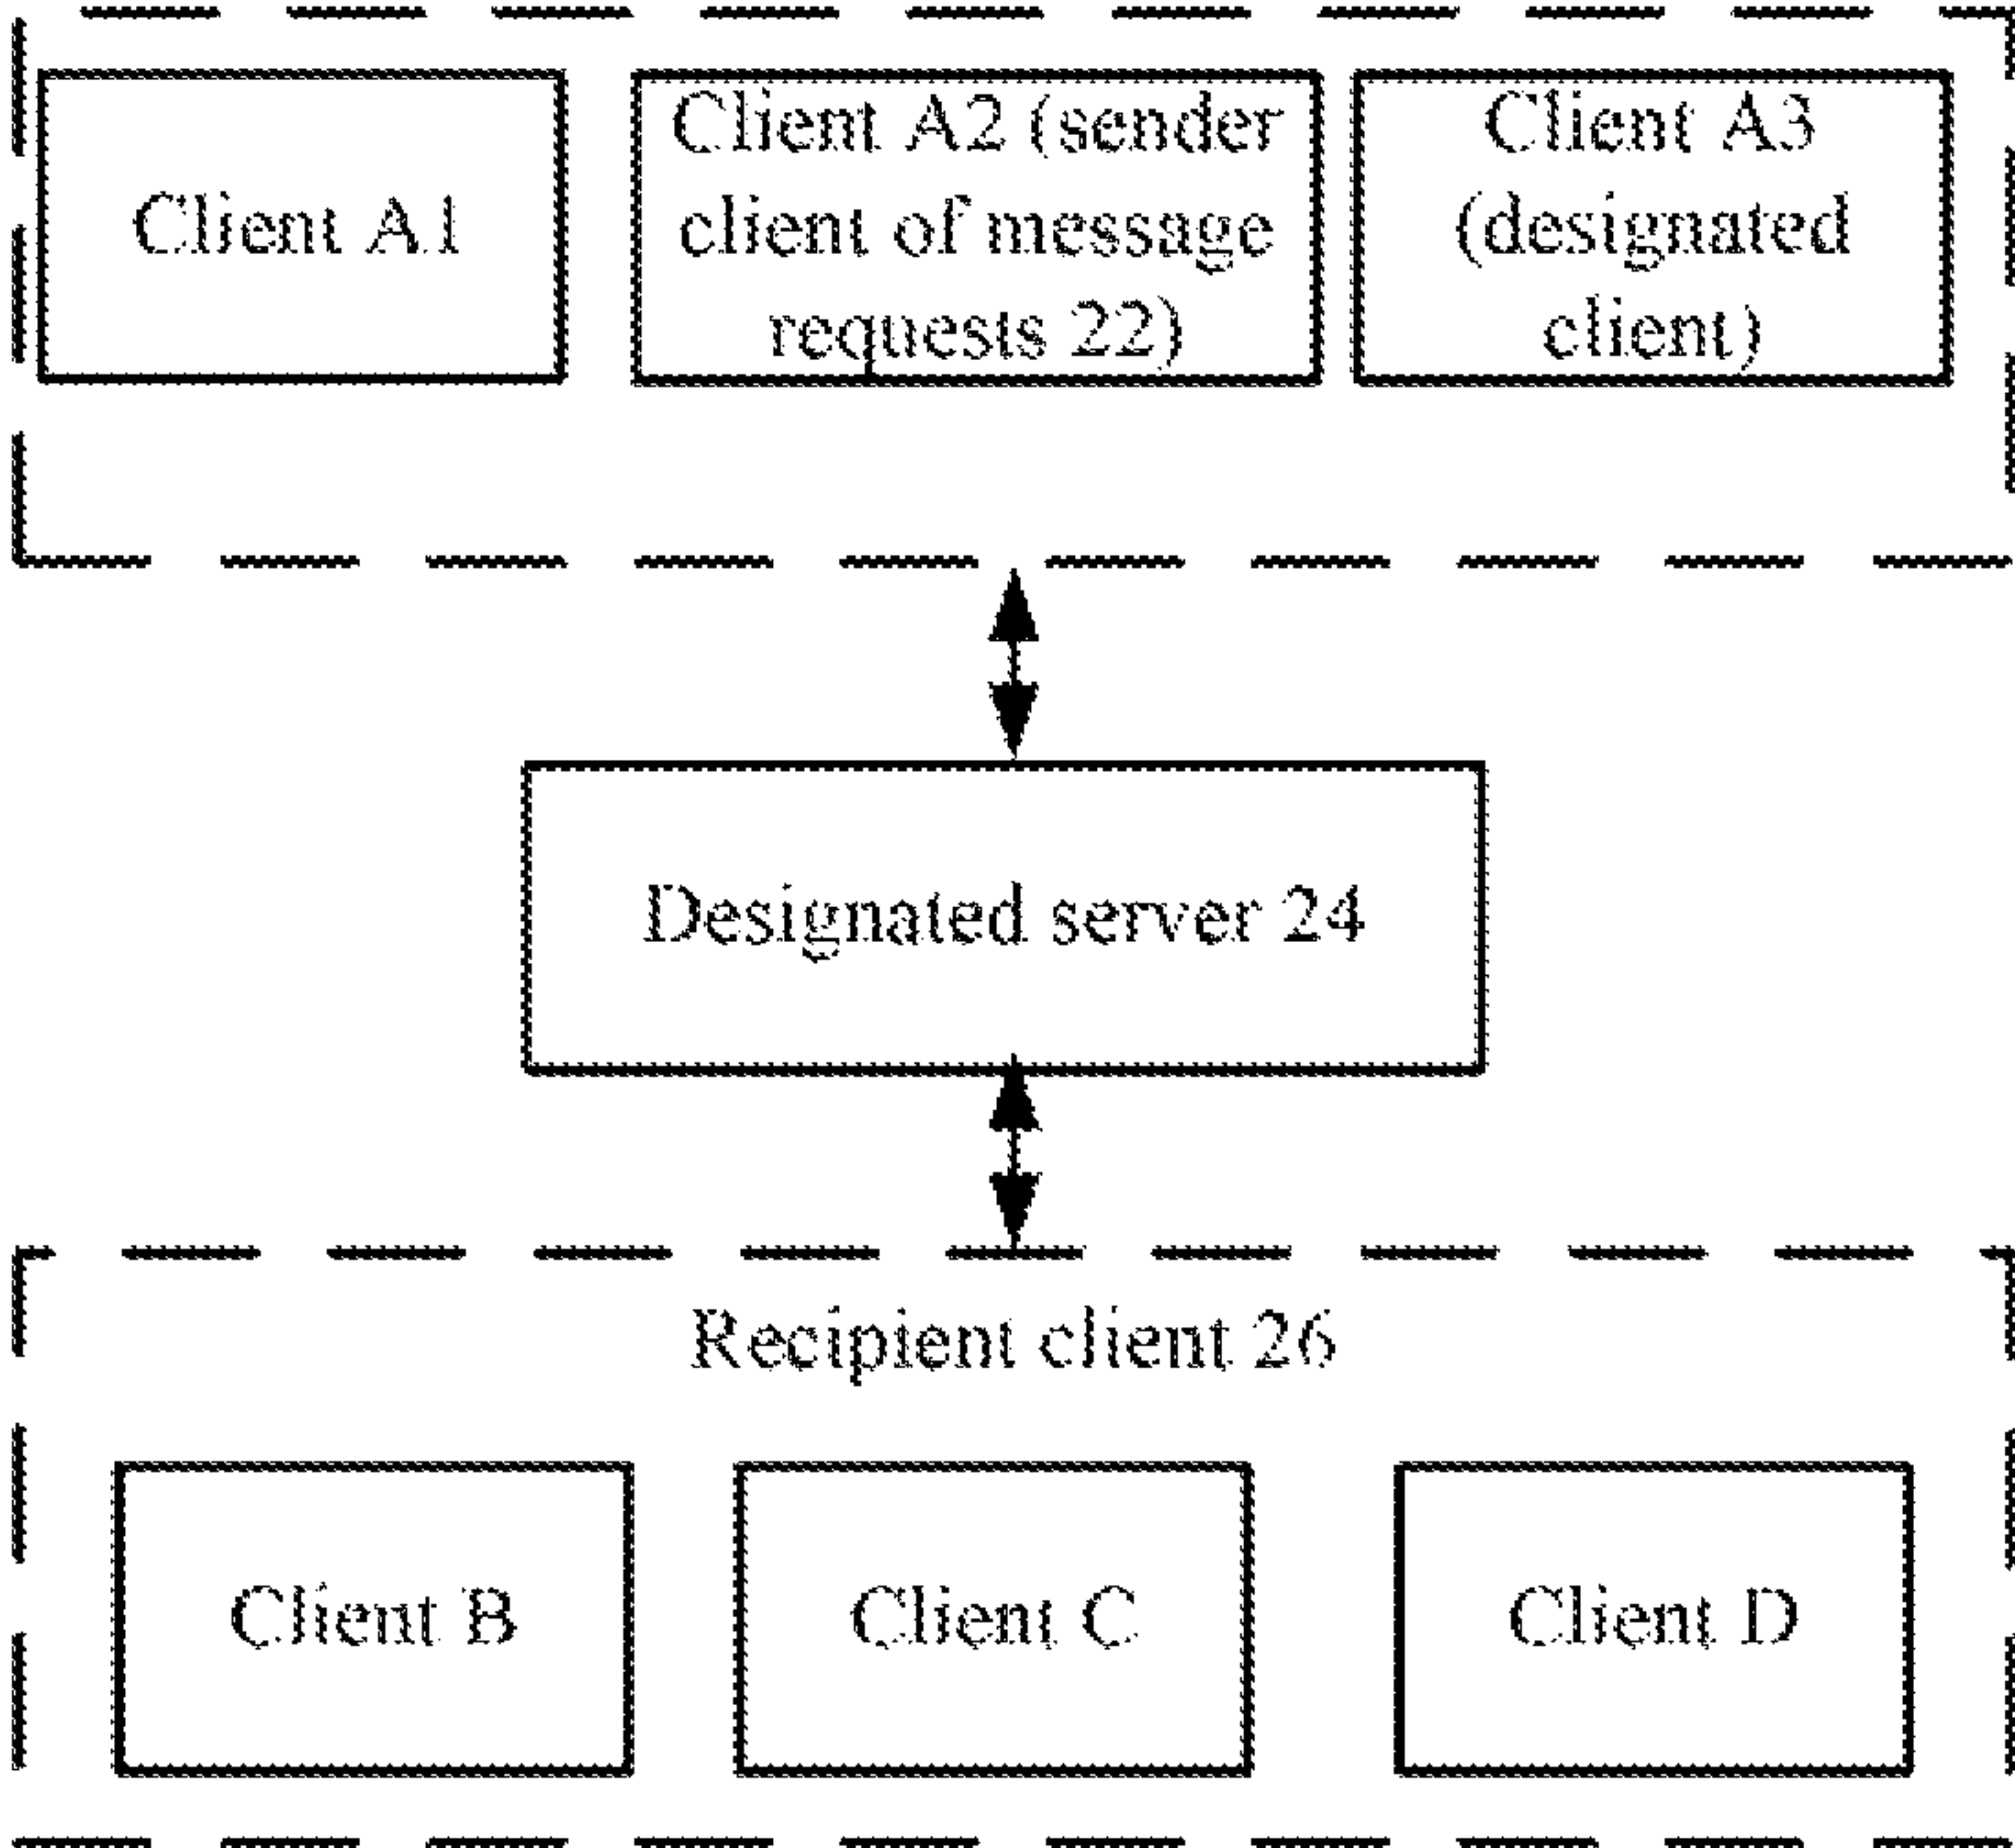 Client A1
Client A2 (sender
client of message
requests 22)
Client A3
(designated
client)
Designated server 24
Recipient client 26
Client B
Client C
Client D